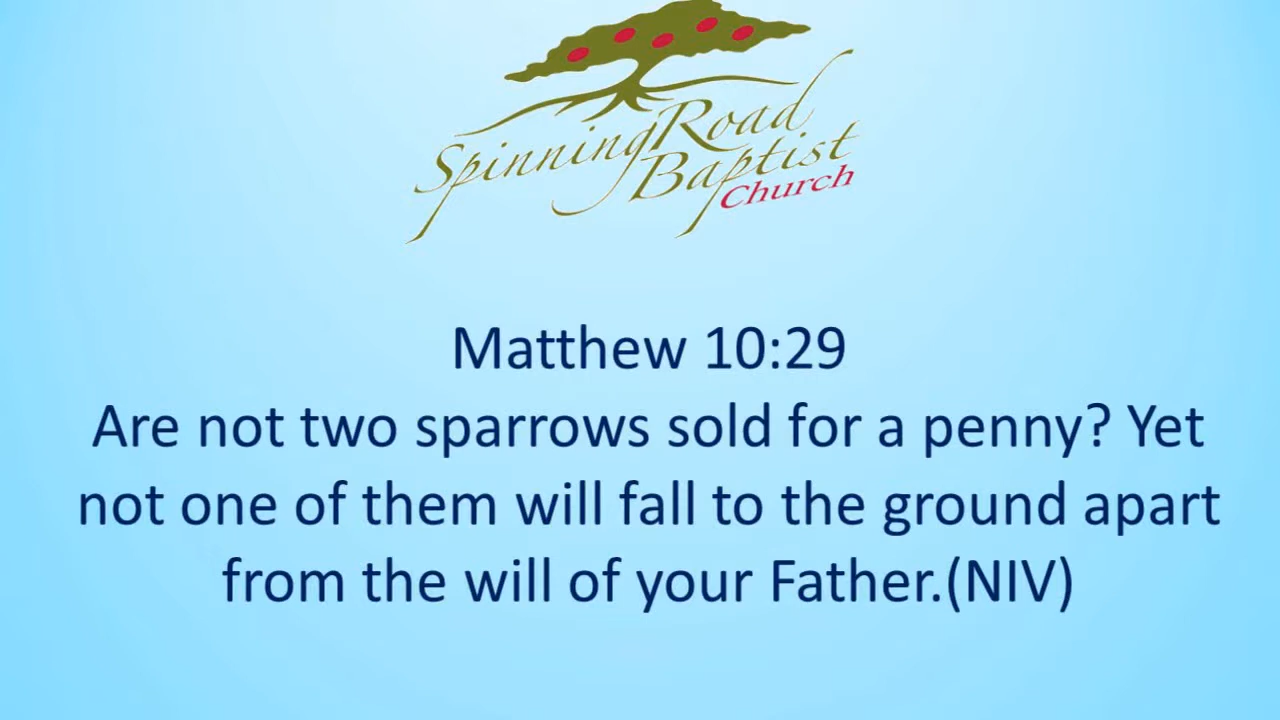 Spinning Road
Baptist
Church
Matthew 10:29
Are not two sparrows sold for a penny? Yet
not one of them will fall to the ground apart
from the will of your Father.(NIV)